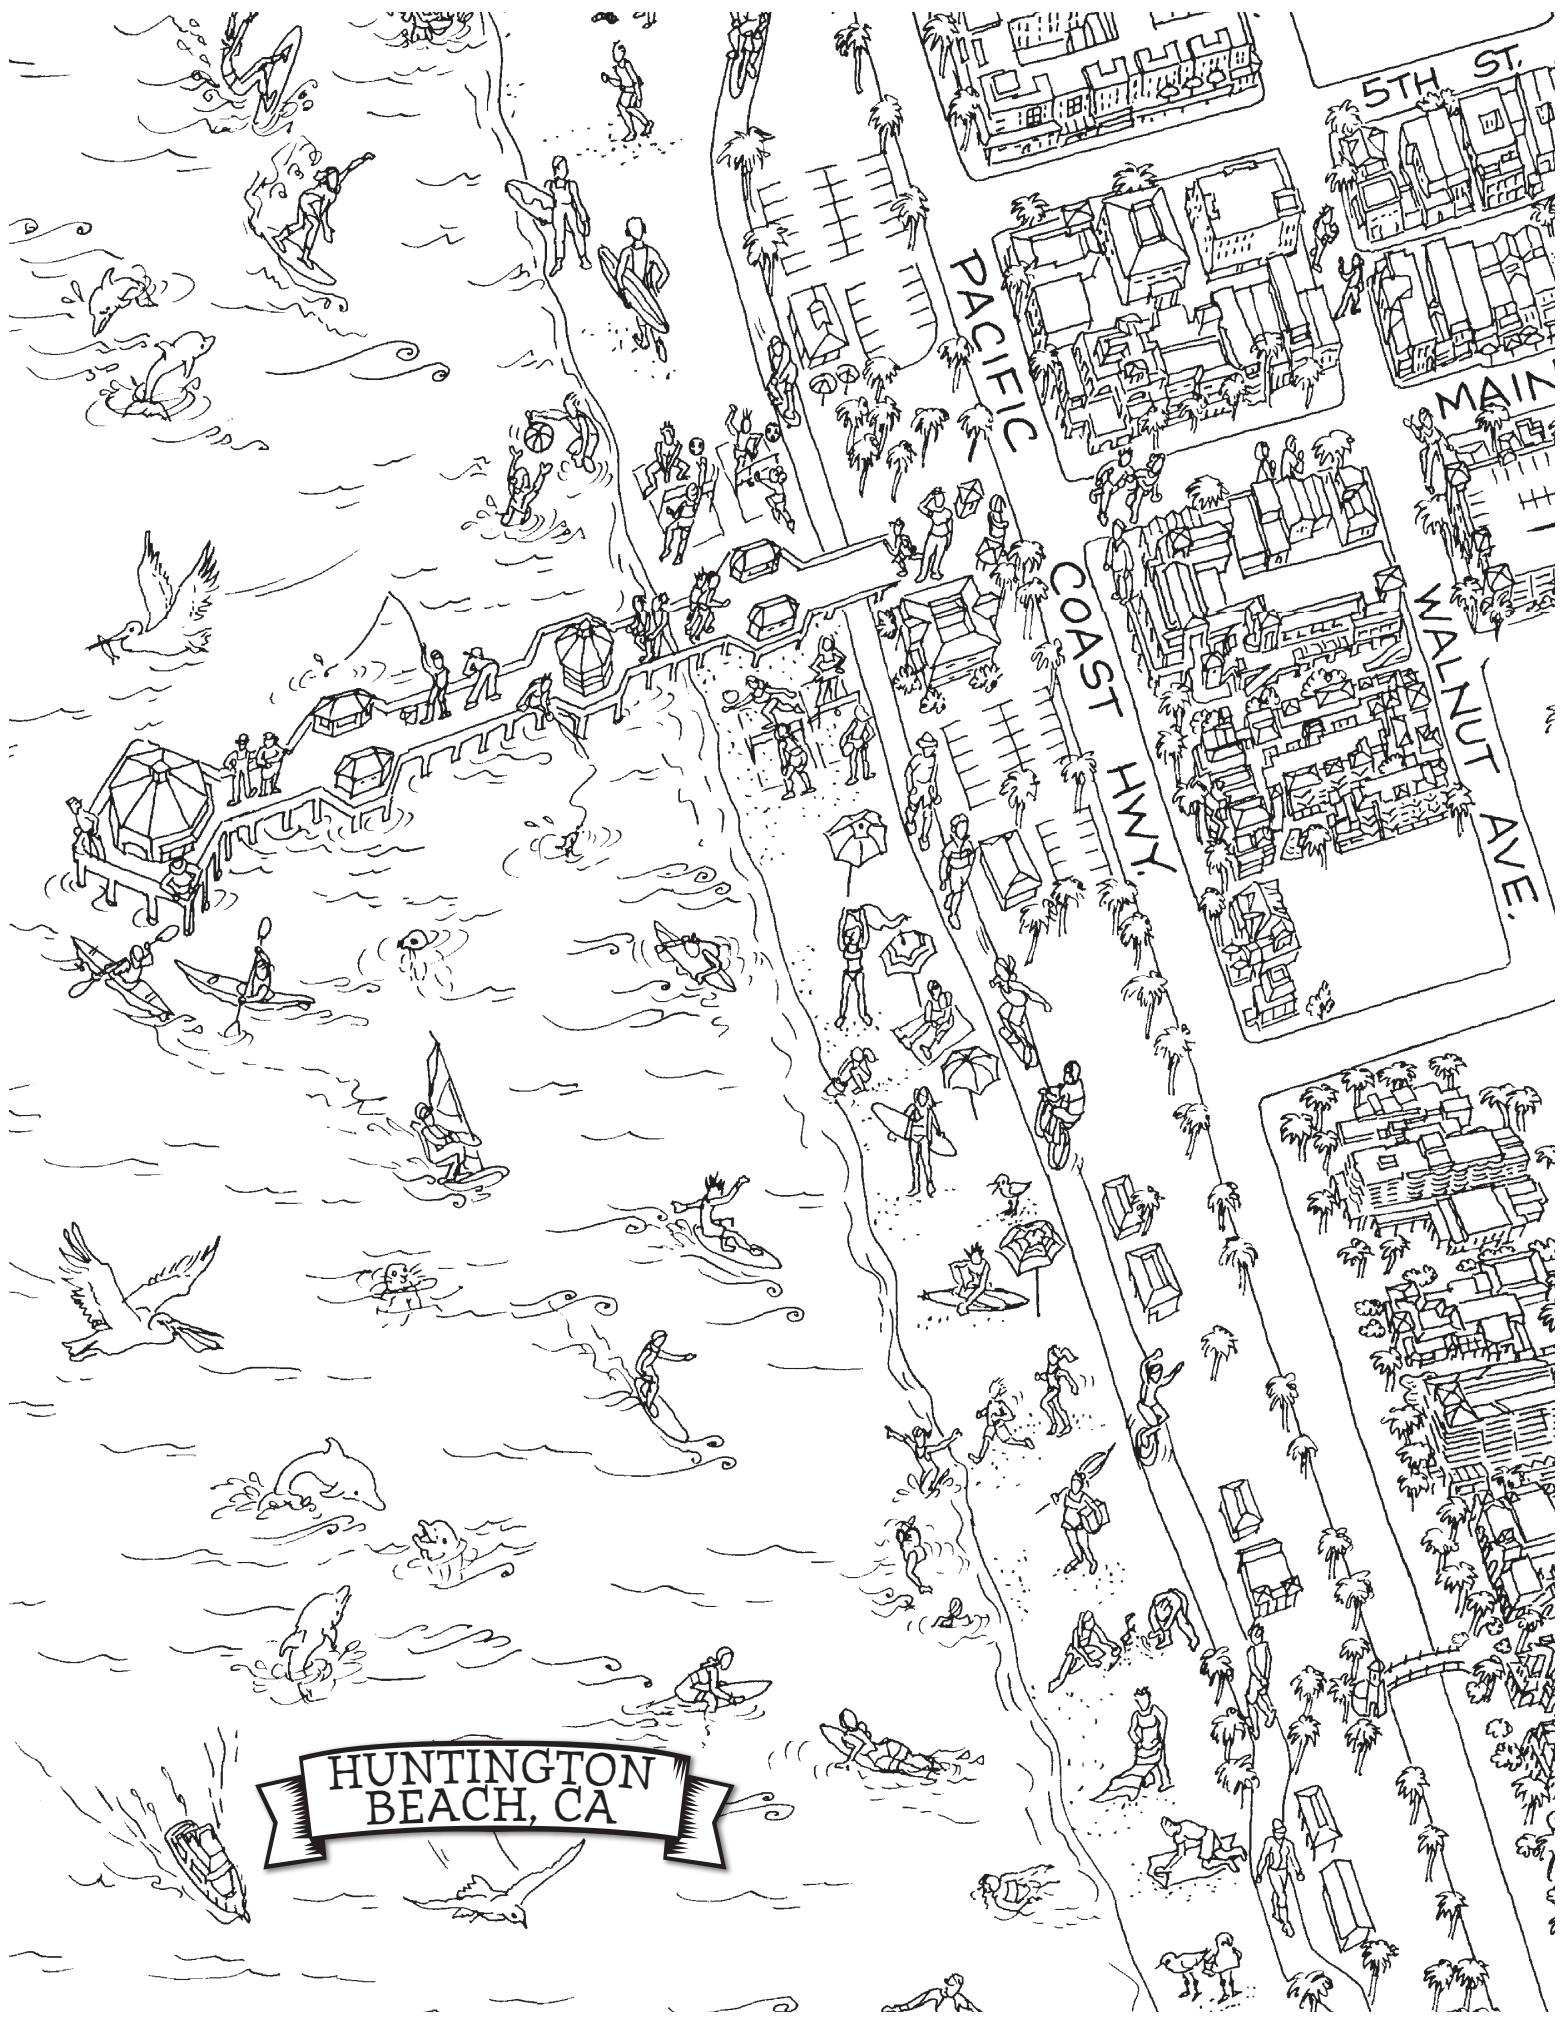 5TH ST.
PACIFIC
MAIN
COAST HWY.
WALNUT AVE.
HUNTINGTON
BEACH, CA